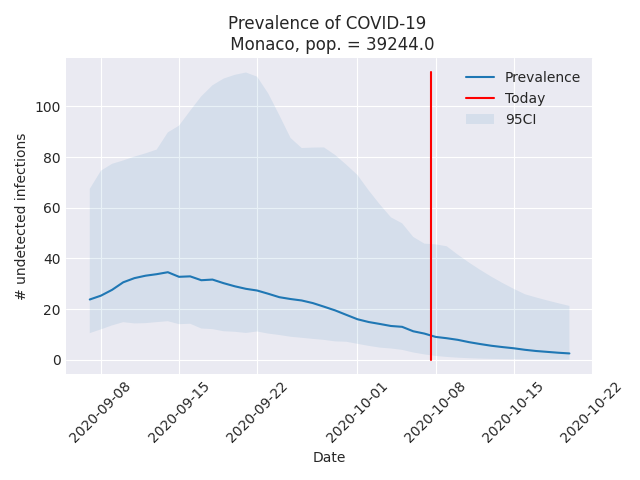 Prevalence of COVID-19
Monaco, pop. = 39244.0
Prevalence
Today
95CI
# undetected infections
100
80
60
40
20
0
2020-09-08
2020-09-15
2020-09-22
2020-10-01
2020-10-08
2020-10-15
2020-10-22
Date